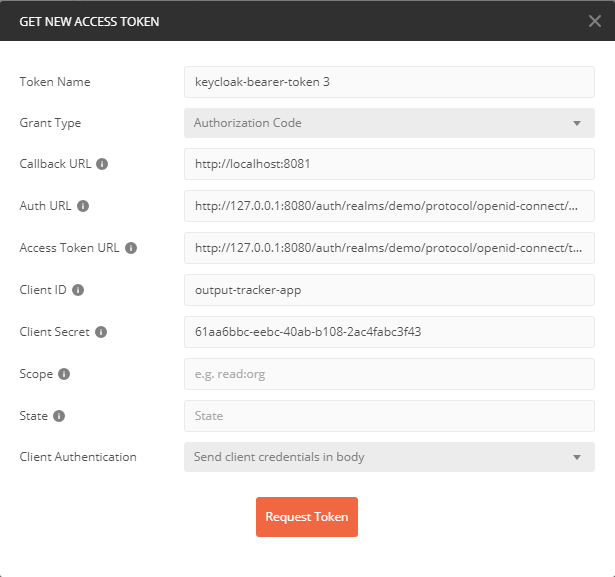 GET NEW ACCESS TOKEN
Token Name keycloak-bearer-token 3
Grant Type Authorization Code
Callback URL http://localhost:8081
Auth URL http://127.0.0.1:8080/auth/realms/demo/protocol/openid-connect/...
Access Token URL http://127.0.0.1:8080/auth/realms/demo/protocol/openid-connect/t...
Client ID output-tracker-app
Client Secret 61aa6bbc-eebc-40ab-b108-2ac4fabc3f43
Scope e.g. read:org
State State
Client Authentication Send client credentials in body
Request Token